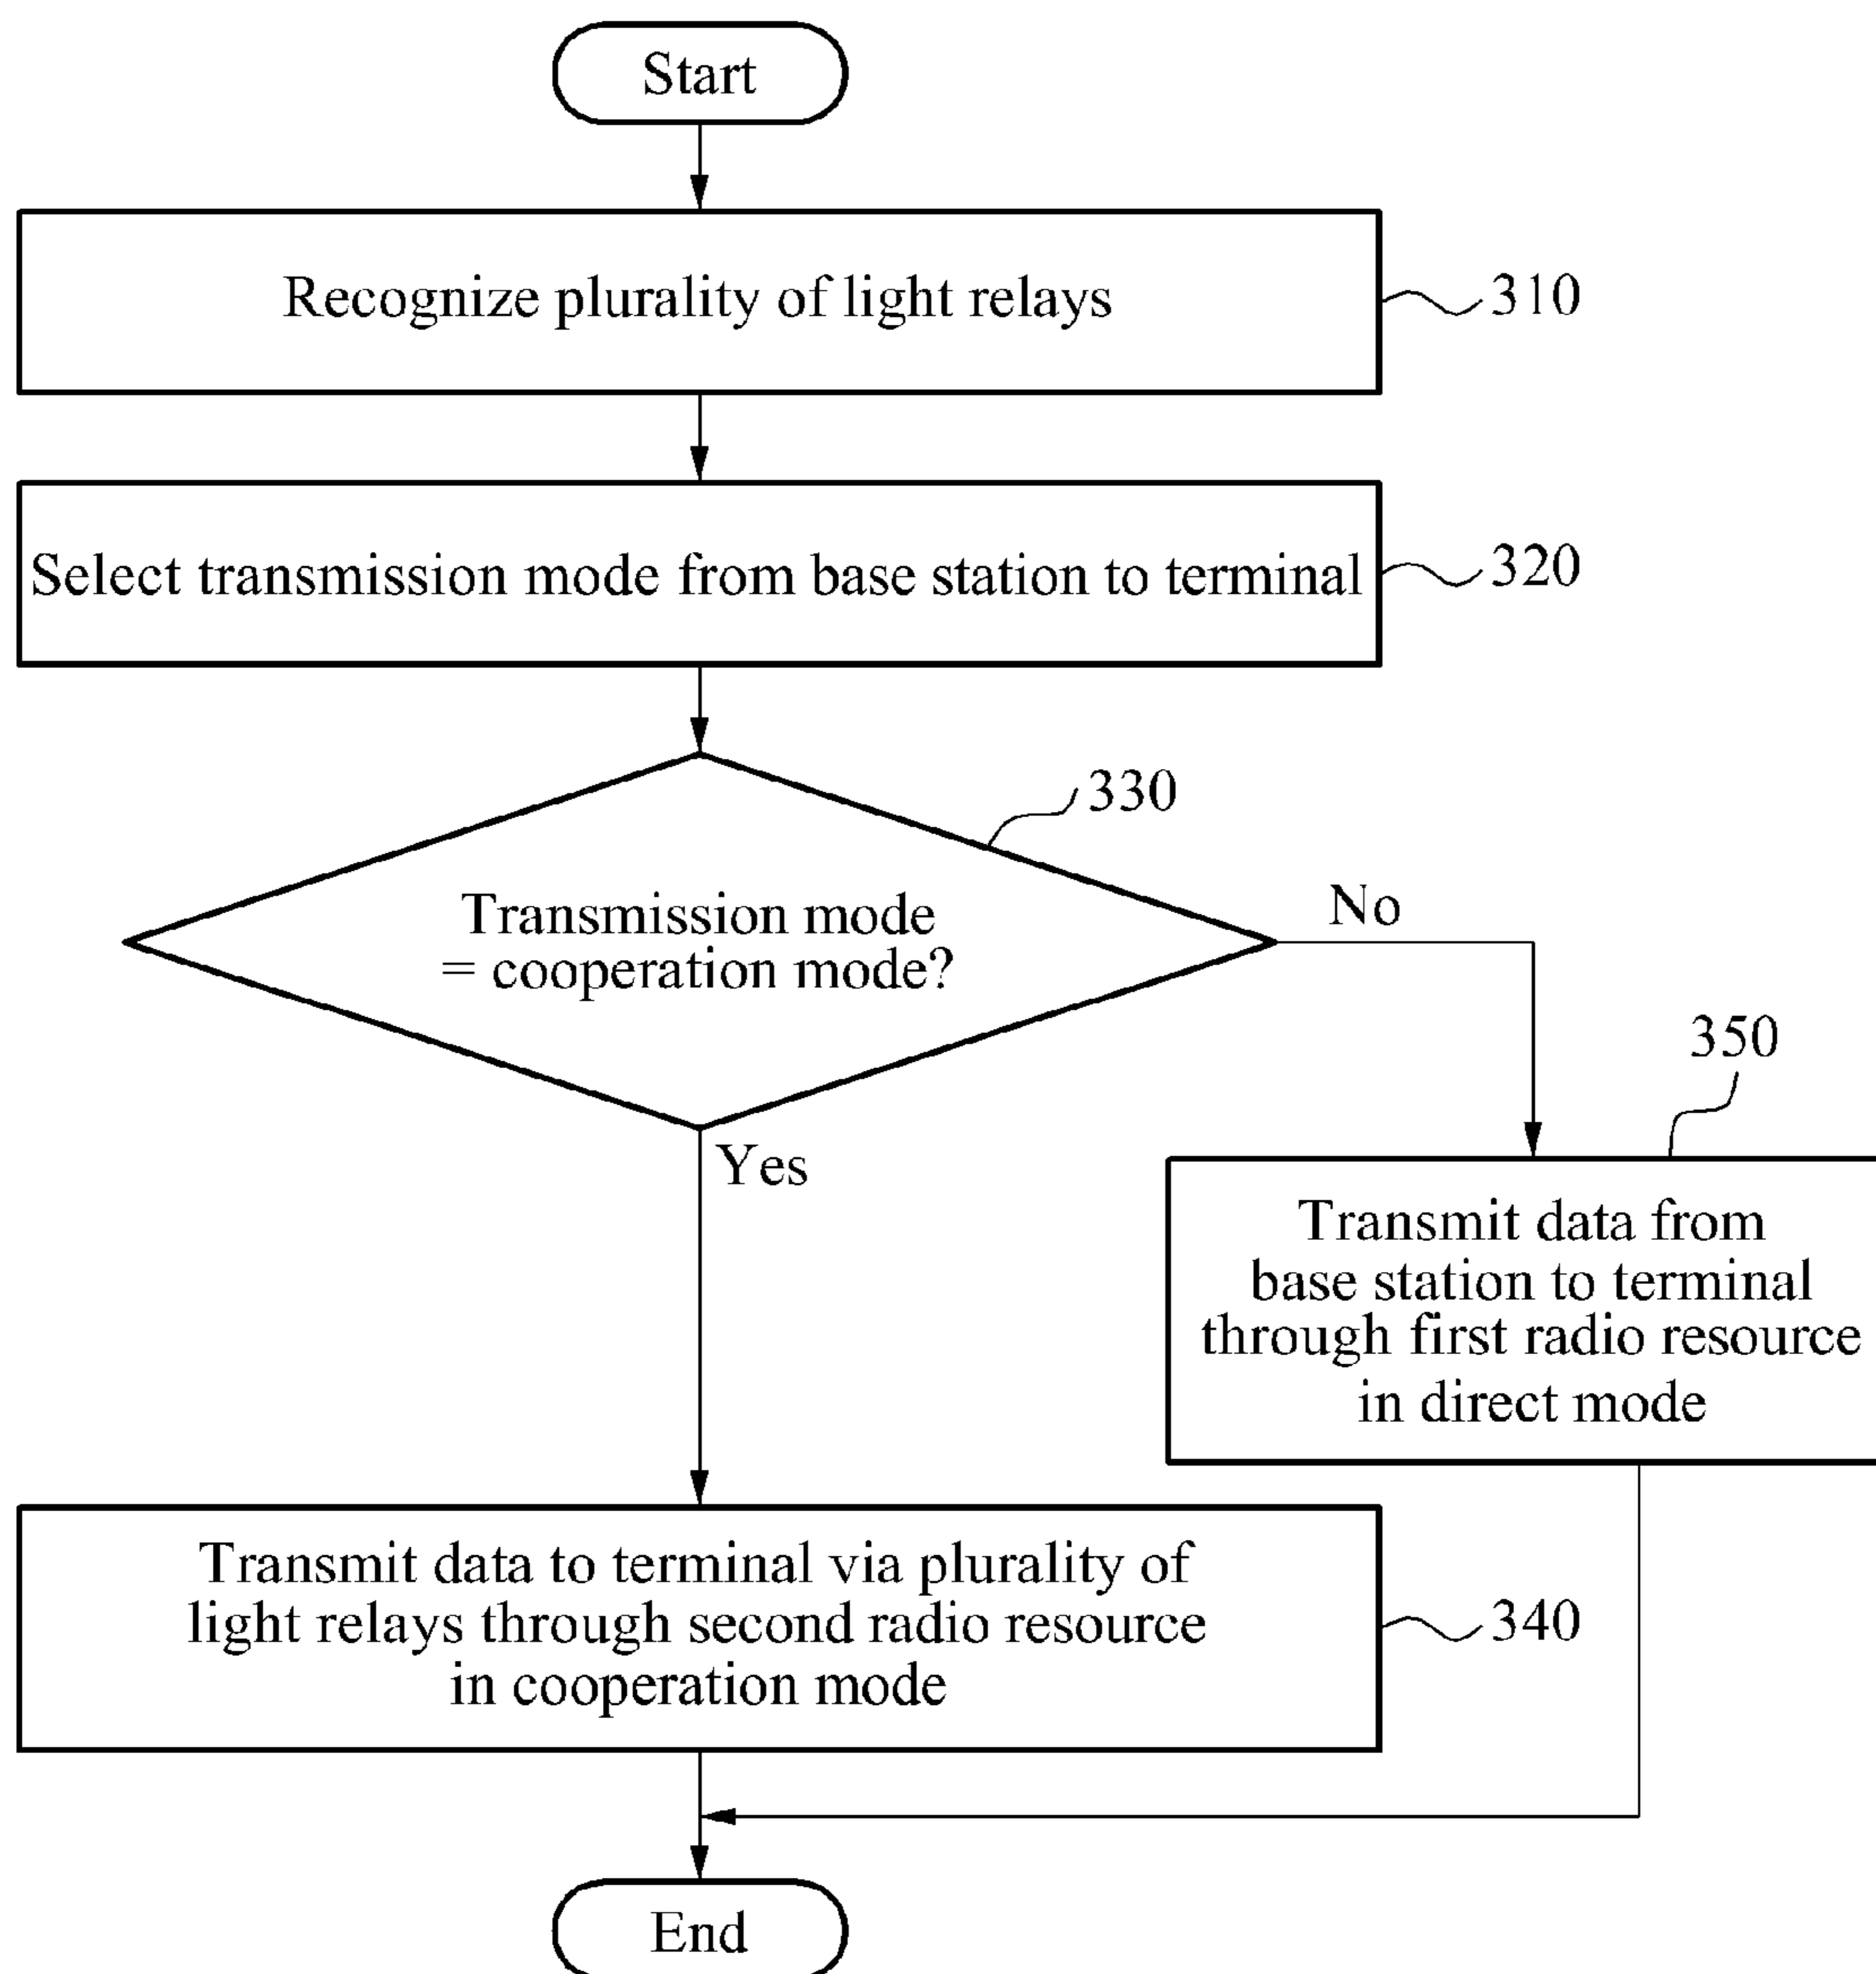 Start
Recognize plurality of light relays
310
Select transmission mode from base station to terminal
320
330
Transmission mode
= cooperation mode?
No
Yes
350
Transmit data from
base station to terminal
through first radio resource
in direct mode
Transmit data to terminal via plurality of
light relays through second radio resource
in cooperation mode
340
End